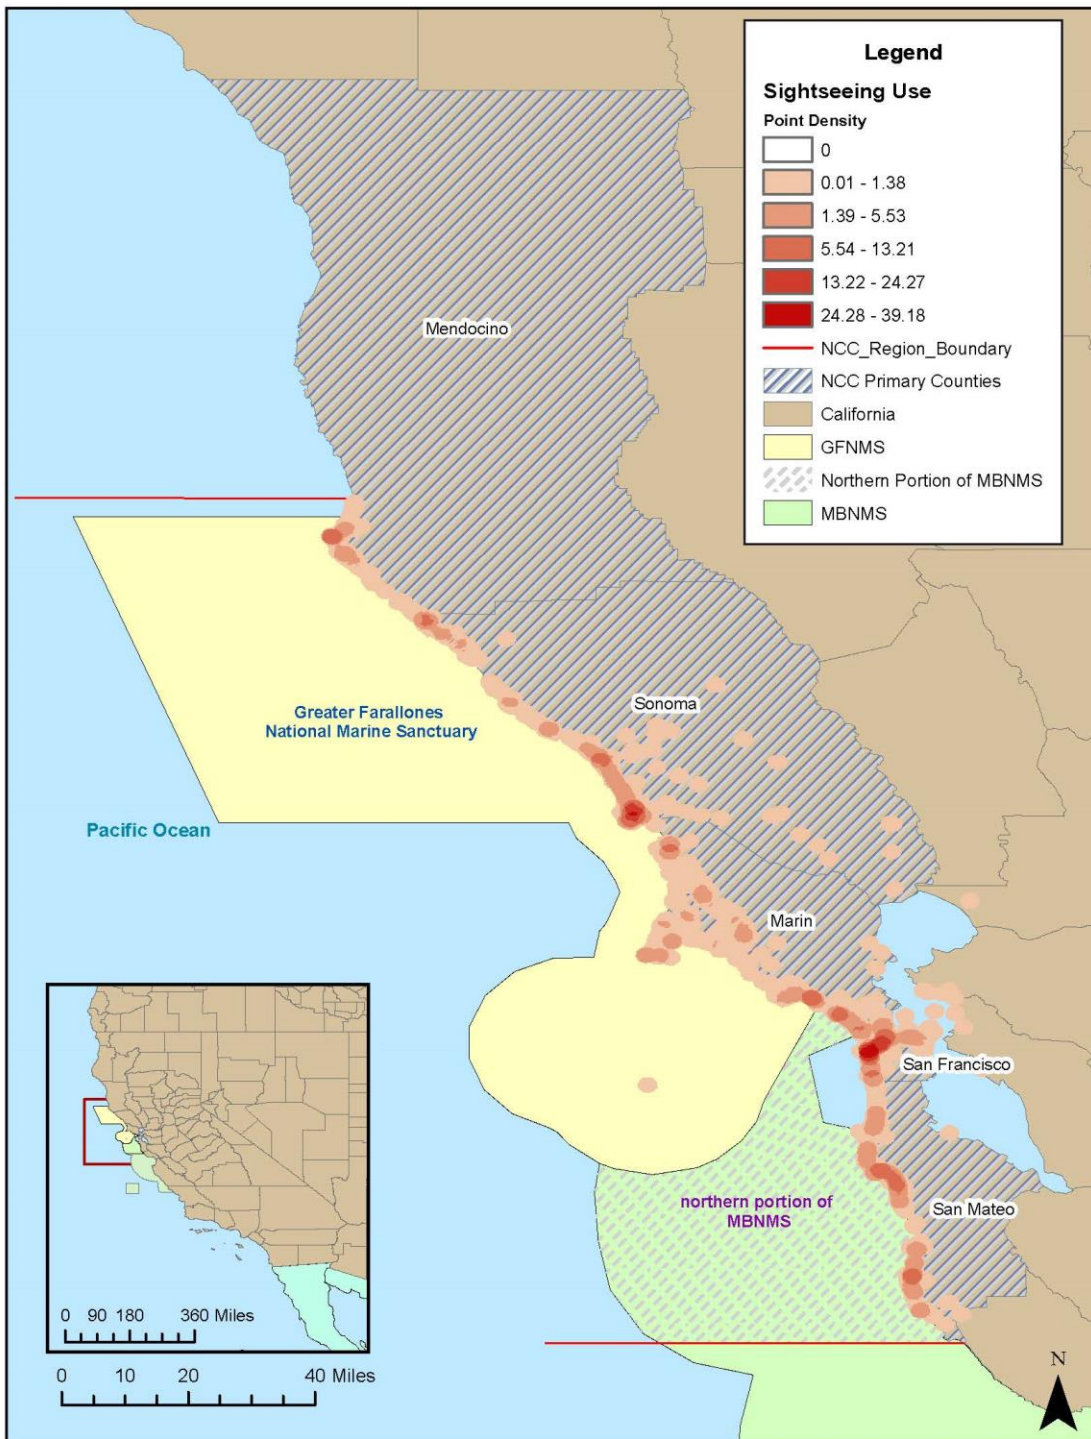 Legend
Sightseeing Use
Point Density
0
0.01 - 1.38
1.39 - 5.53
5.54 - 13.21
13.22 - 24.27
24.28 - 39.18
NCC_Region_Boundary
NCC Primary Counties
California
GFNMS
Northern Portion of MBNMS
MBNMS
Mendocino
Sonoma
Greater Farallones
National Marine Sanctuary
Pacific Ocean
Marin
San Francisco
northern portion of
MBNMS
San Mateo
0 90 180 360 Miles
0 10 20 40 Miles
N